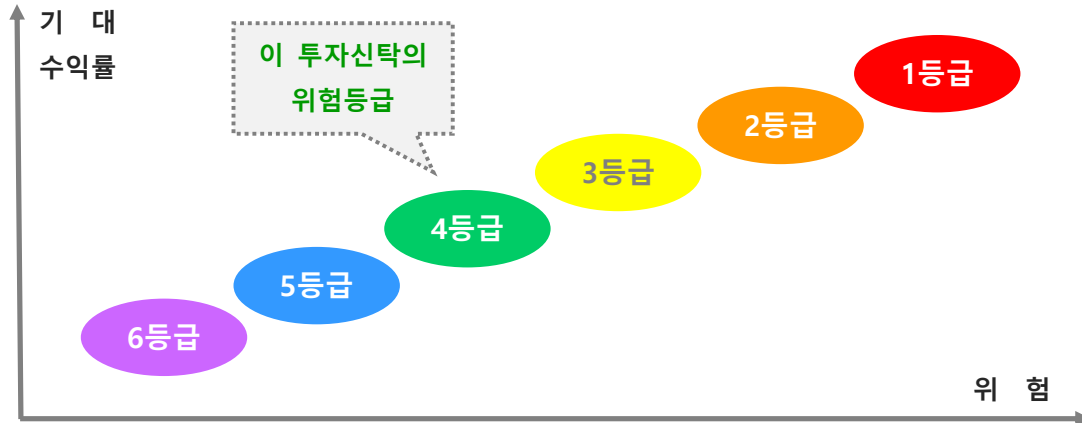 기 대
수익률
이 투자신탁의
위험등급
1등급
2등급
3등급
4등급
5등급
6등급
위 험